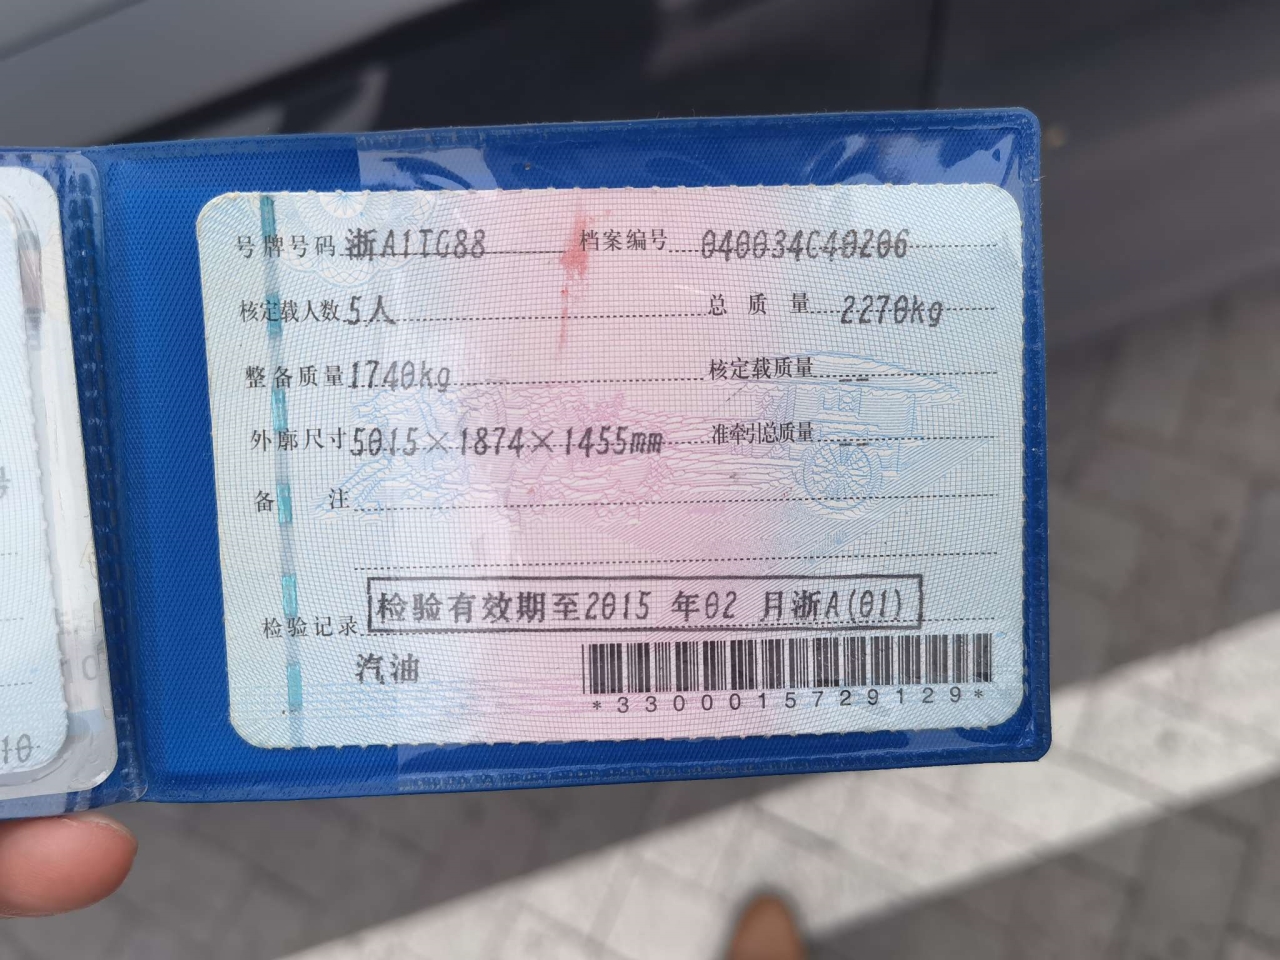 号牌号码 浙A1TG88 档案编号 040034C40206
核定载人数 5人 总质量 2270kg
整备质量 1740kg 核定载质量 --
外廓尺寸 5015×1874×1455mm 准牵引总质量 --
备注
检验记录 检验有效期至2015 年02 月浙A(01)
汽油
*3300015729129*